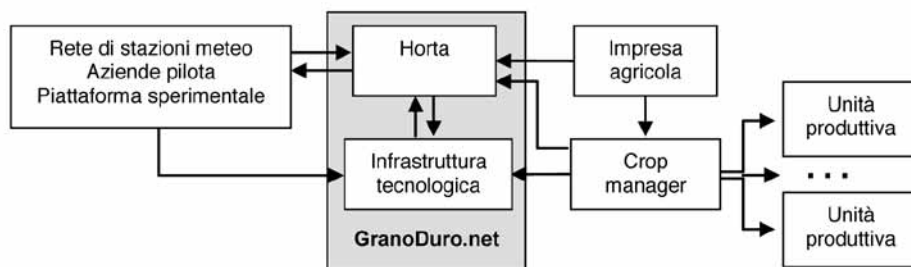 Rete di stazioni meteo
Aziende pilota
Piattaforma sperimentale
Horta
Infrastruttura
tecnologica
GranoDuro.net
Impresa
agricola
Crop
manager
Unità
produttiva
...
Unità
produttiva